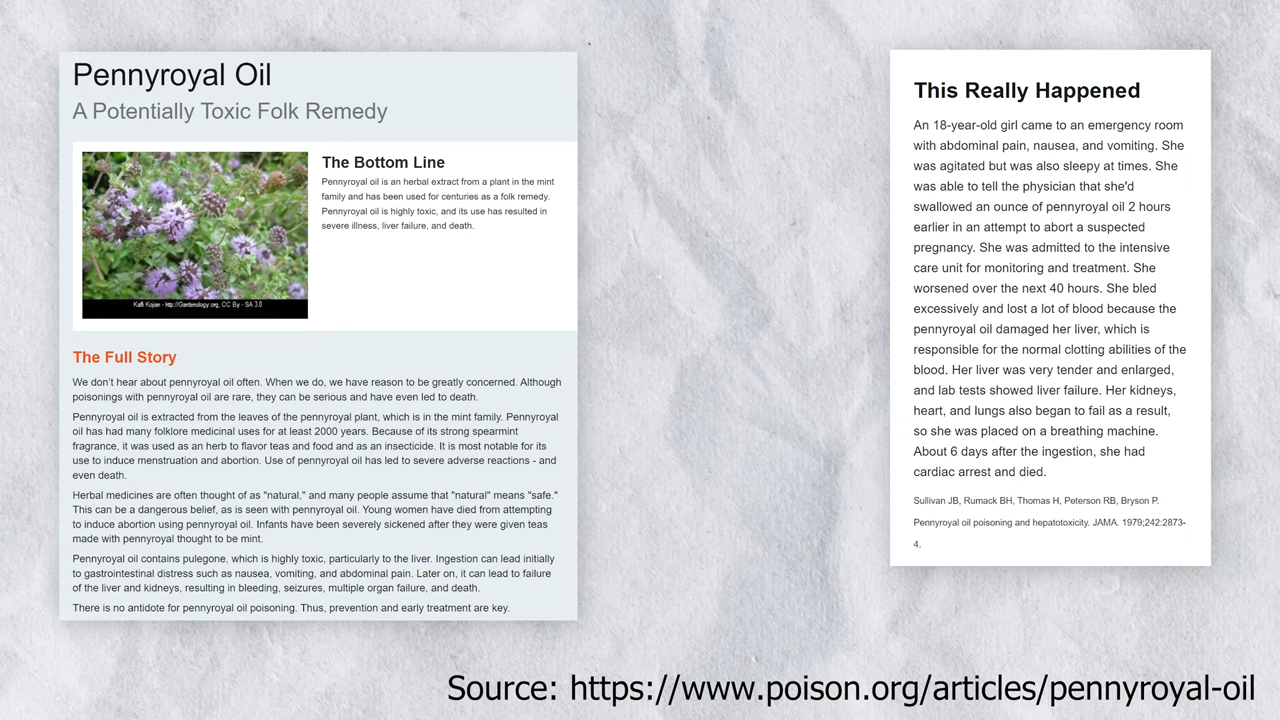 Pennyroyal Oil
A Potentially Toxic Folk Remedy
The Bottom Line
Pennyroyal oil is an herbal extract from a plant in the mint
family and has been used for centuries as a folk remedy.
Pennyroyal oil is highly toxic, and its use has resulted in
severe illness, liver failure, and death.
Kaffi Kojian - http://Gardenology.org, CC By - SA 3.0
The Full Story
We don't hear about pennyroyal oil often. When we do, we have reason to be greatly concerned. Although
poisonings with pennyroyal oil are rare, they can be serious and have even led to death.
Pennyroyal oil is extracted from the leaves of the pennyroyal plant, which is in the mint family. Pennyroyal
oil has had many folklore medicinal uses for at least 2000 years. Because of its strong spearmint
fragrance, it was used as an herb to flavor teas and food and as an insecticide. It is most notable for its
use to induce menstruation and abortion. Use of pennyroyal oil has led to severe adverse reactions - and
even death.
Herbal medicines are often thought of as "natural," and many people assume that "natural" means "safe."
This can be a dangerous belief, as is seen with pennyroyal oil. Young women have died from attempting
to induce abortion using pennyroyal oil. Infants have been severely sickened after they were given teas
made with pennyroyal thought to be mint.
Pennyroyal oil contains pulegone, which is highly toxic, particularly to the liver. Ingestion can lead initially
to gastrointestinal distress such as nausea, vomiting, and abdominal pain. Later on, it can lead to failure
of the liver and kidneys, resulting in bleeding, seizures, multiple organ failure, and death.
There is no antidote for pennyroyal oil poisoning. Thus, prevention and early treatment are key.
This Really Happened
An 18-year-old girl came to an emergency room
with abdominal pain, nausea, and vomiting. She
was agitated but was also sleepy at times. She
was able to tell the physician that she'd
swallowed an ounce of pennyroyal oil 2 hours
earlier in an attempt to abort a suspected
pregnancy. She was admitted to the intensive
care unit for monitoring and treatment. She
worsened over the next 40 hours. She bled
excessively and lost a lot of blood because the
pennyroyal oil damaged her liver, which is
responsible for the normal clotting abilities of the
blood. Her liver was very tender and enlarged,
and lab tests showed liver failure. Her kidneys,
heart, and lungs also began to fail as a result,
so she was placed on a breathing machine.
About 6 days after the ingestion, she had
cardiac arrest and died.
Sullivan JB, Rumack BH, Thomas H, Peterson RB, Bryson P.
Pennyroyal oil poisoning and hepatotoxicity. JAMA. 1979;242:2873-
4.
Source: https://www.poison.org/articles/pennyroyal-oil